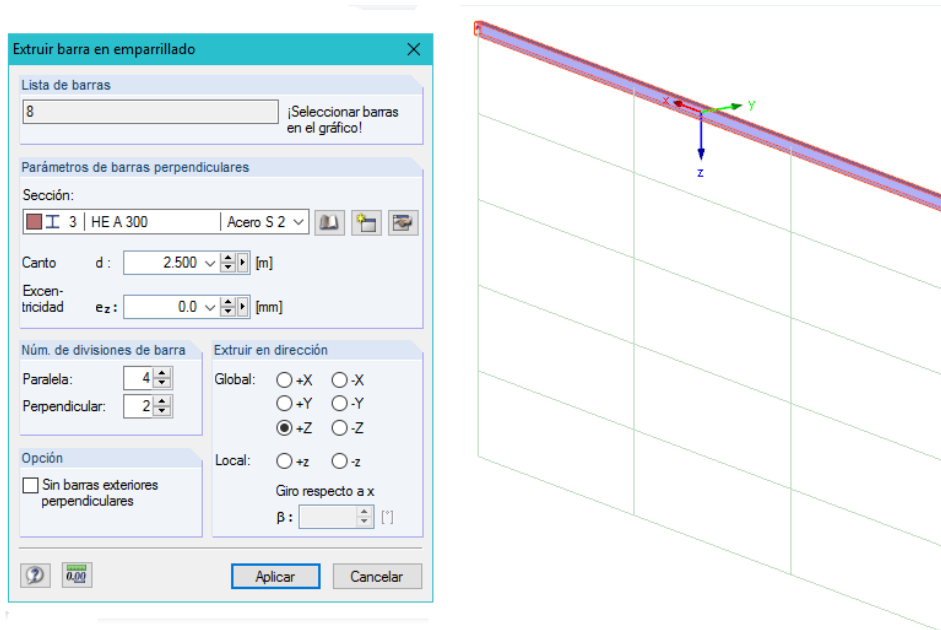 Extruir barra en emparrillado
Lista de barras
8
¡Seleccionar barras
en el gráfico!
Parámetros de barras perpendiculares
Sección:
3 | HE A 300 | Acero S 2
Canto d : 2.500 [m]
Excen-
tricidad ez : 0.0 [mm]
Núm. de divisiones de barra
Paralela: 4
Perpendicular: 2
Opción
Sin barras exteriores
perpendiculares
Extruir en dirección
Global: +X -X
+Y -Y
+Z -Z
Local: +z -z
Giro respecto a x
β : [°]
0.00
Aplicar Cancelar
x y
z